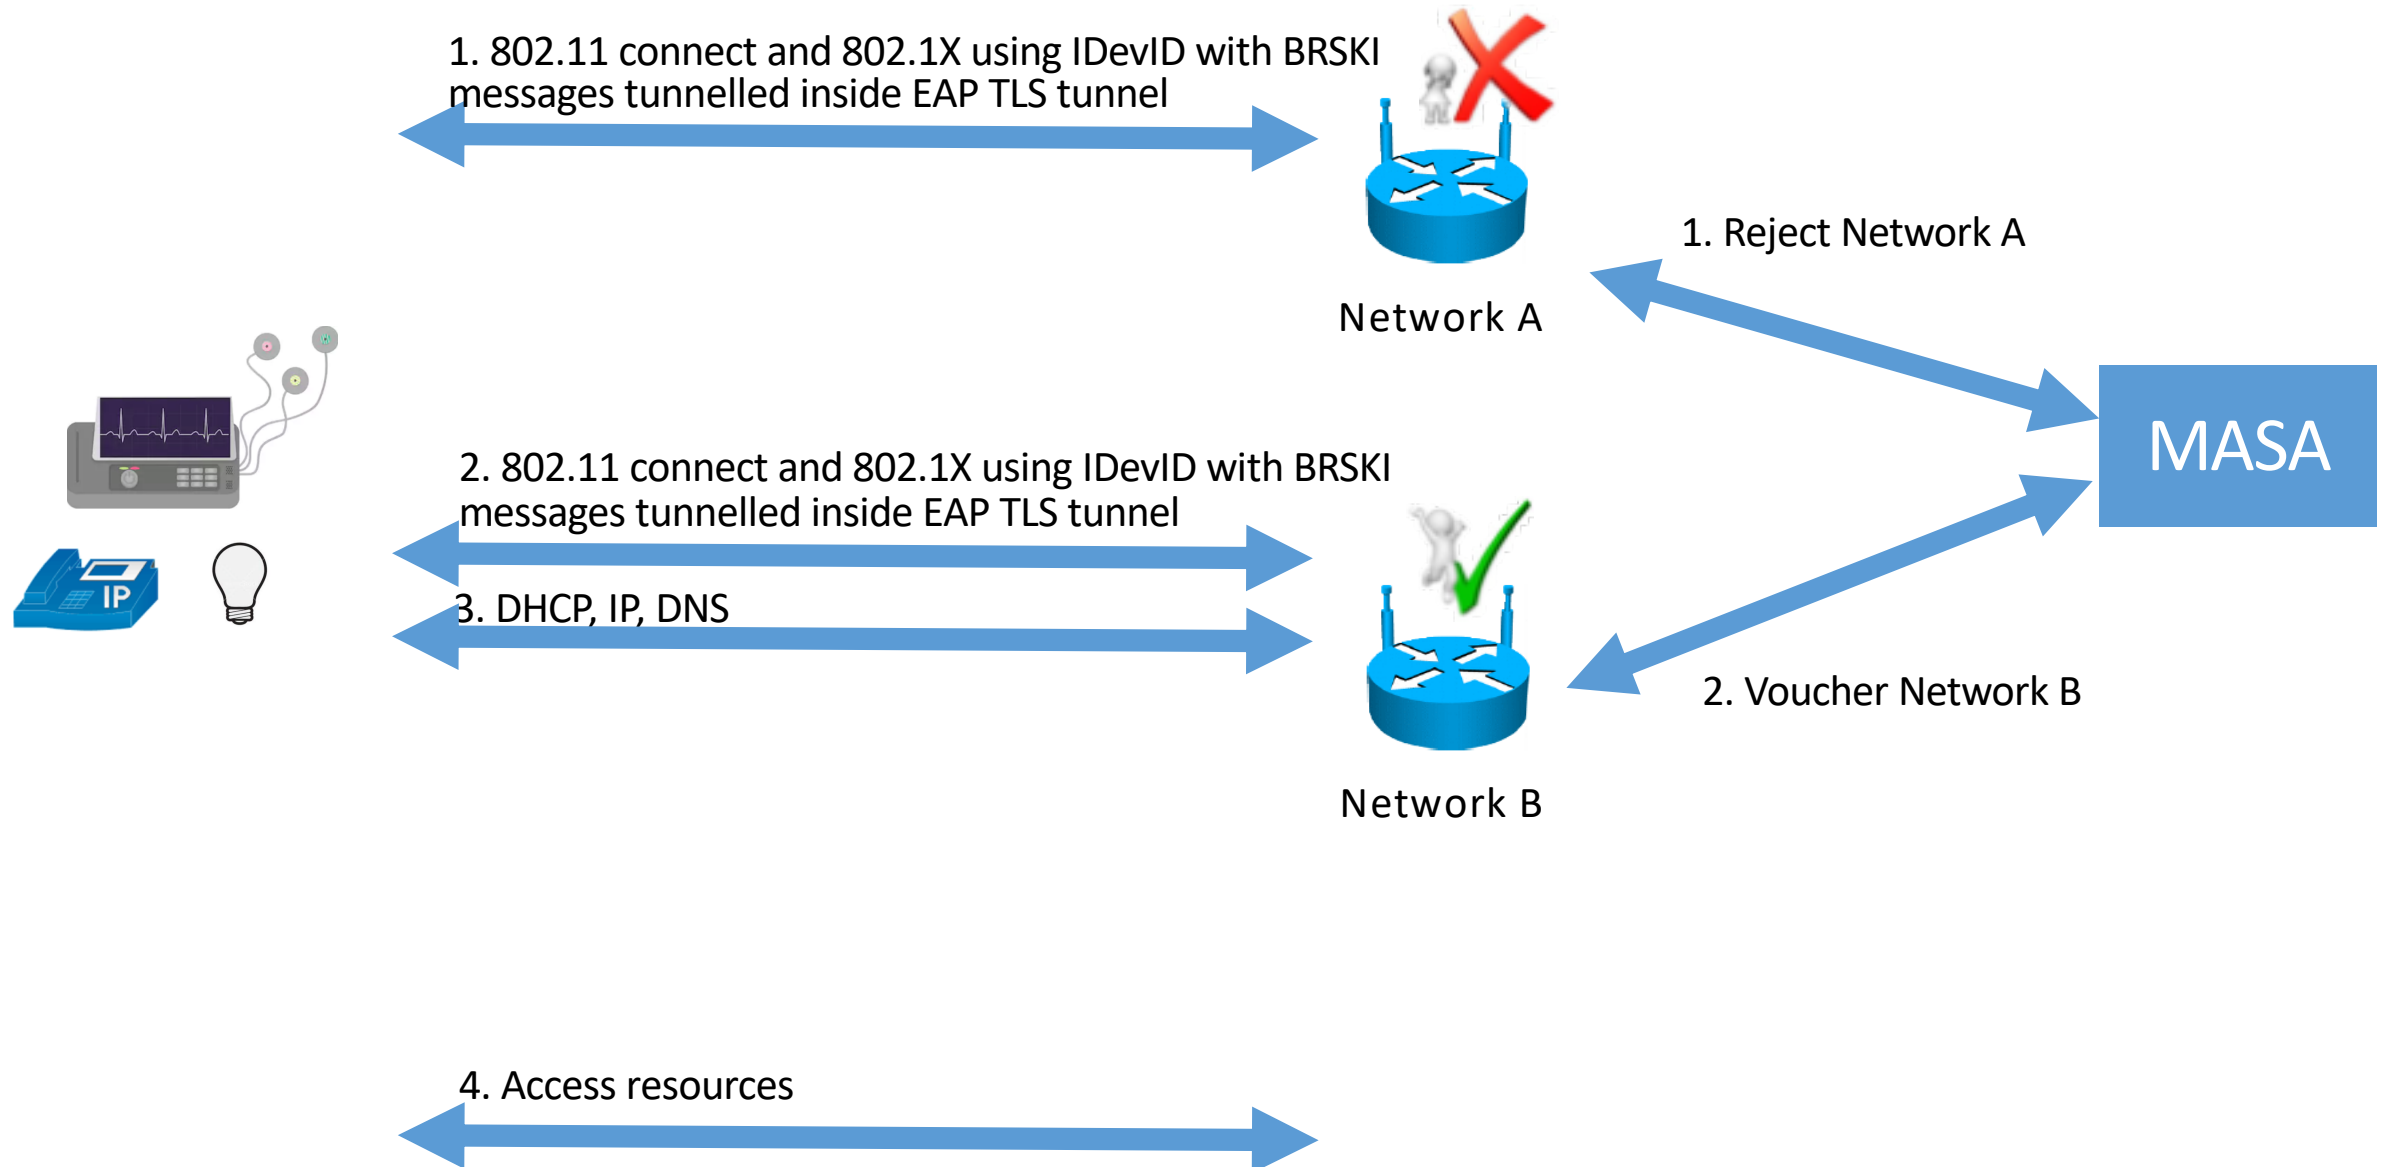 1. 802.11 connect and 802.1X using IDevID with BRSKI
messages tunnelled inside EAP TLS tunnel
1. Reject Network A
Network A
MASA
2. 802.11 connect and 802.1X using IDevID with BRSKI
messages tunnelled inside EAP TLS tunnel
IP
3. DHCP, IP, DNS
2. Voucher Network B
Network B
4. Access resources